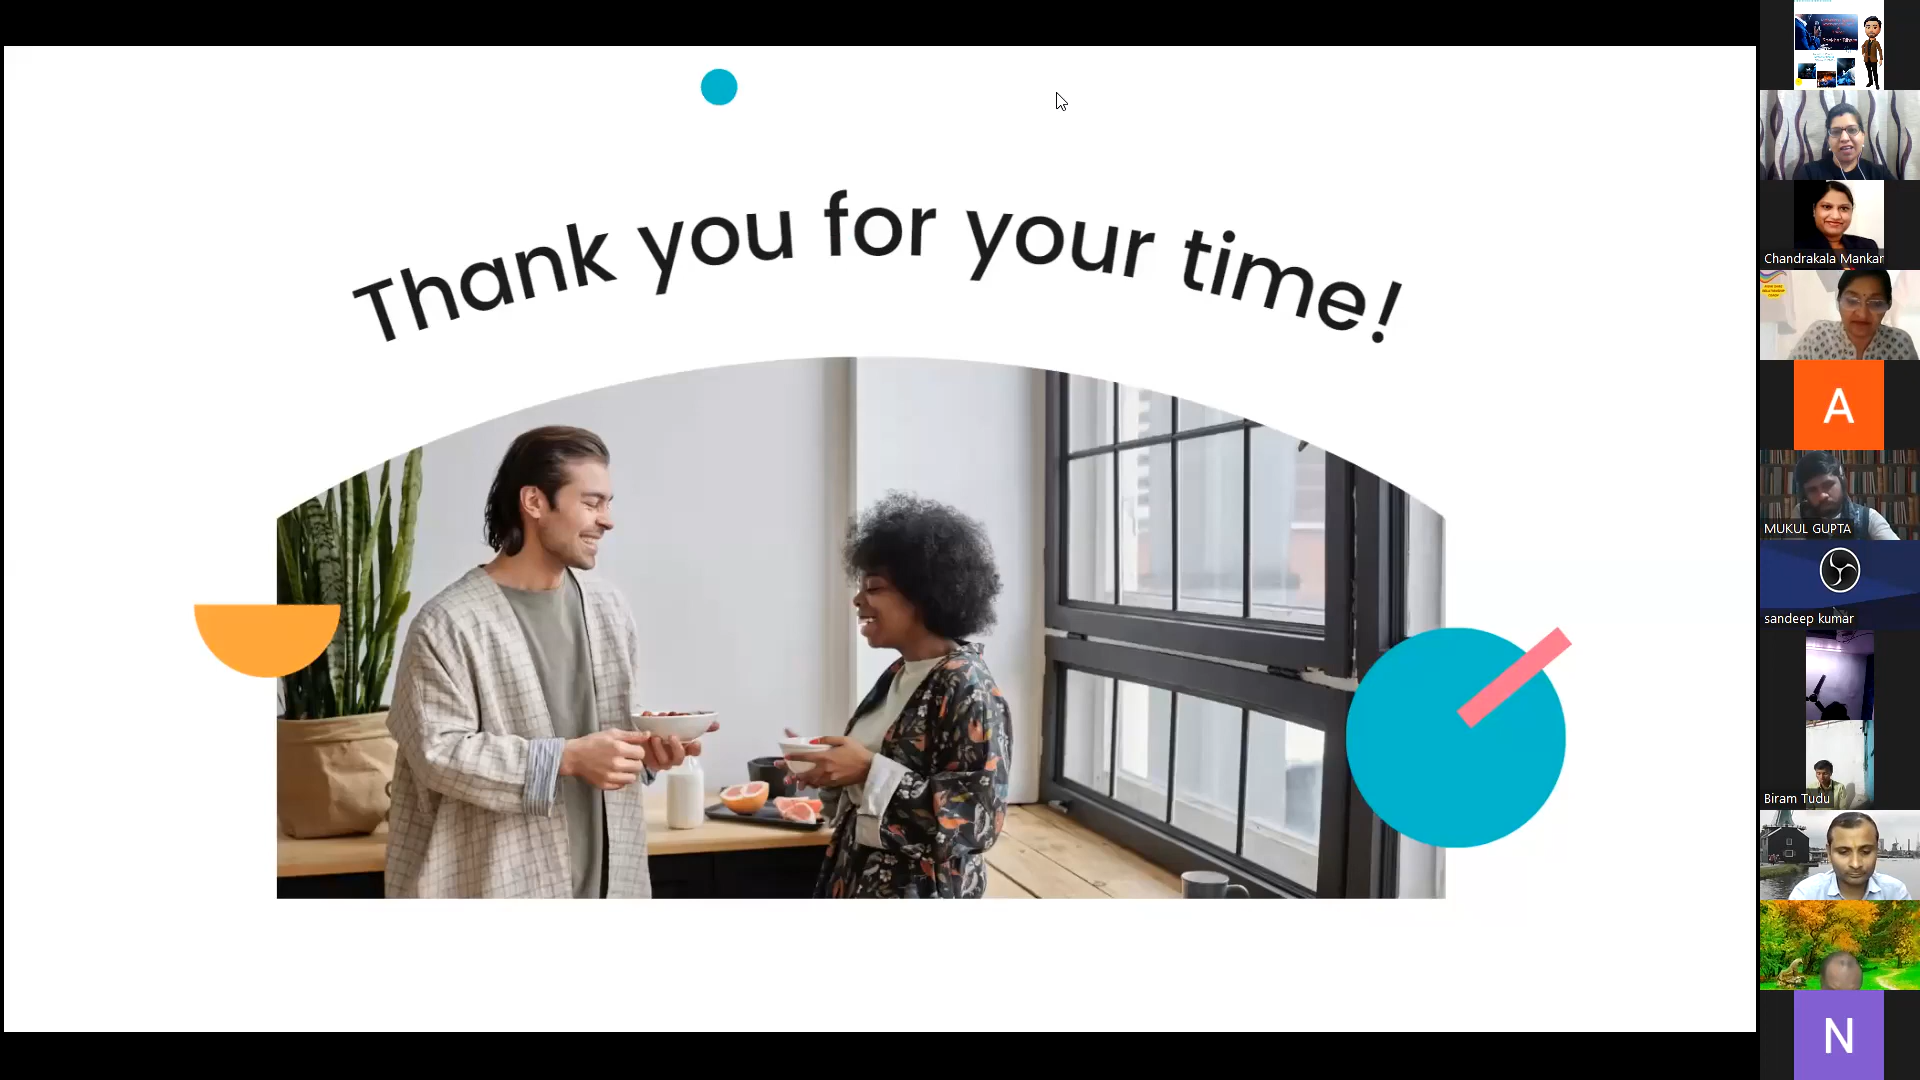 Thank you for your time!
Chandrakala Mankar
A
MUKUL GUPTA
sandeep kumar
Biram Tudu
N